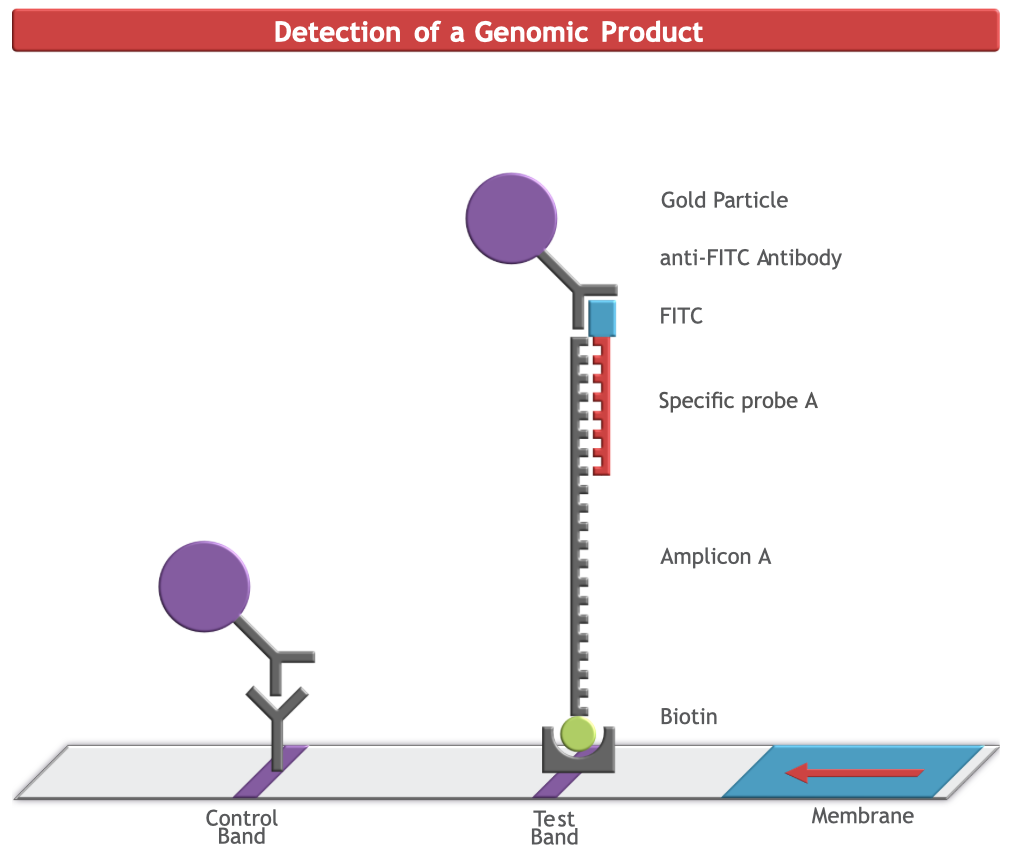 Detection of a Genomic Product
Gold Particle
anti-FITC Antibody
FITC
Specific probe A
Amplicon A
Biotin
Control
Band
Test
Band
Membrane